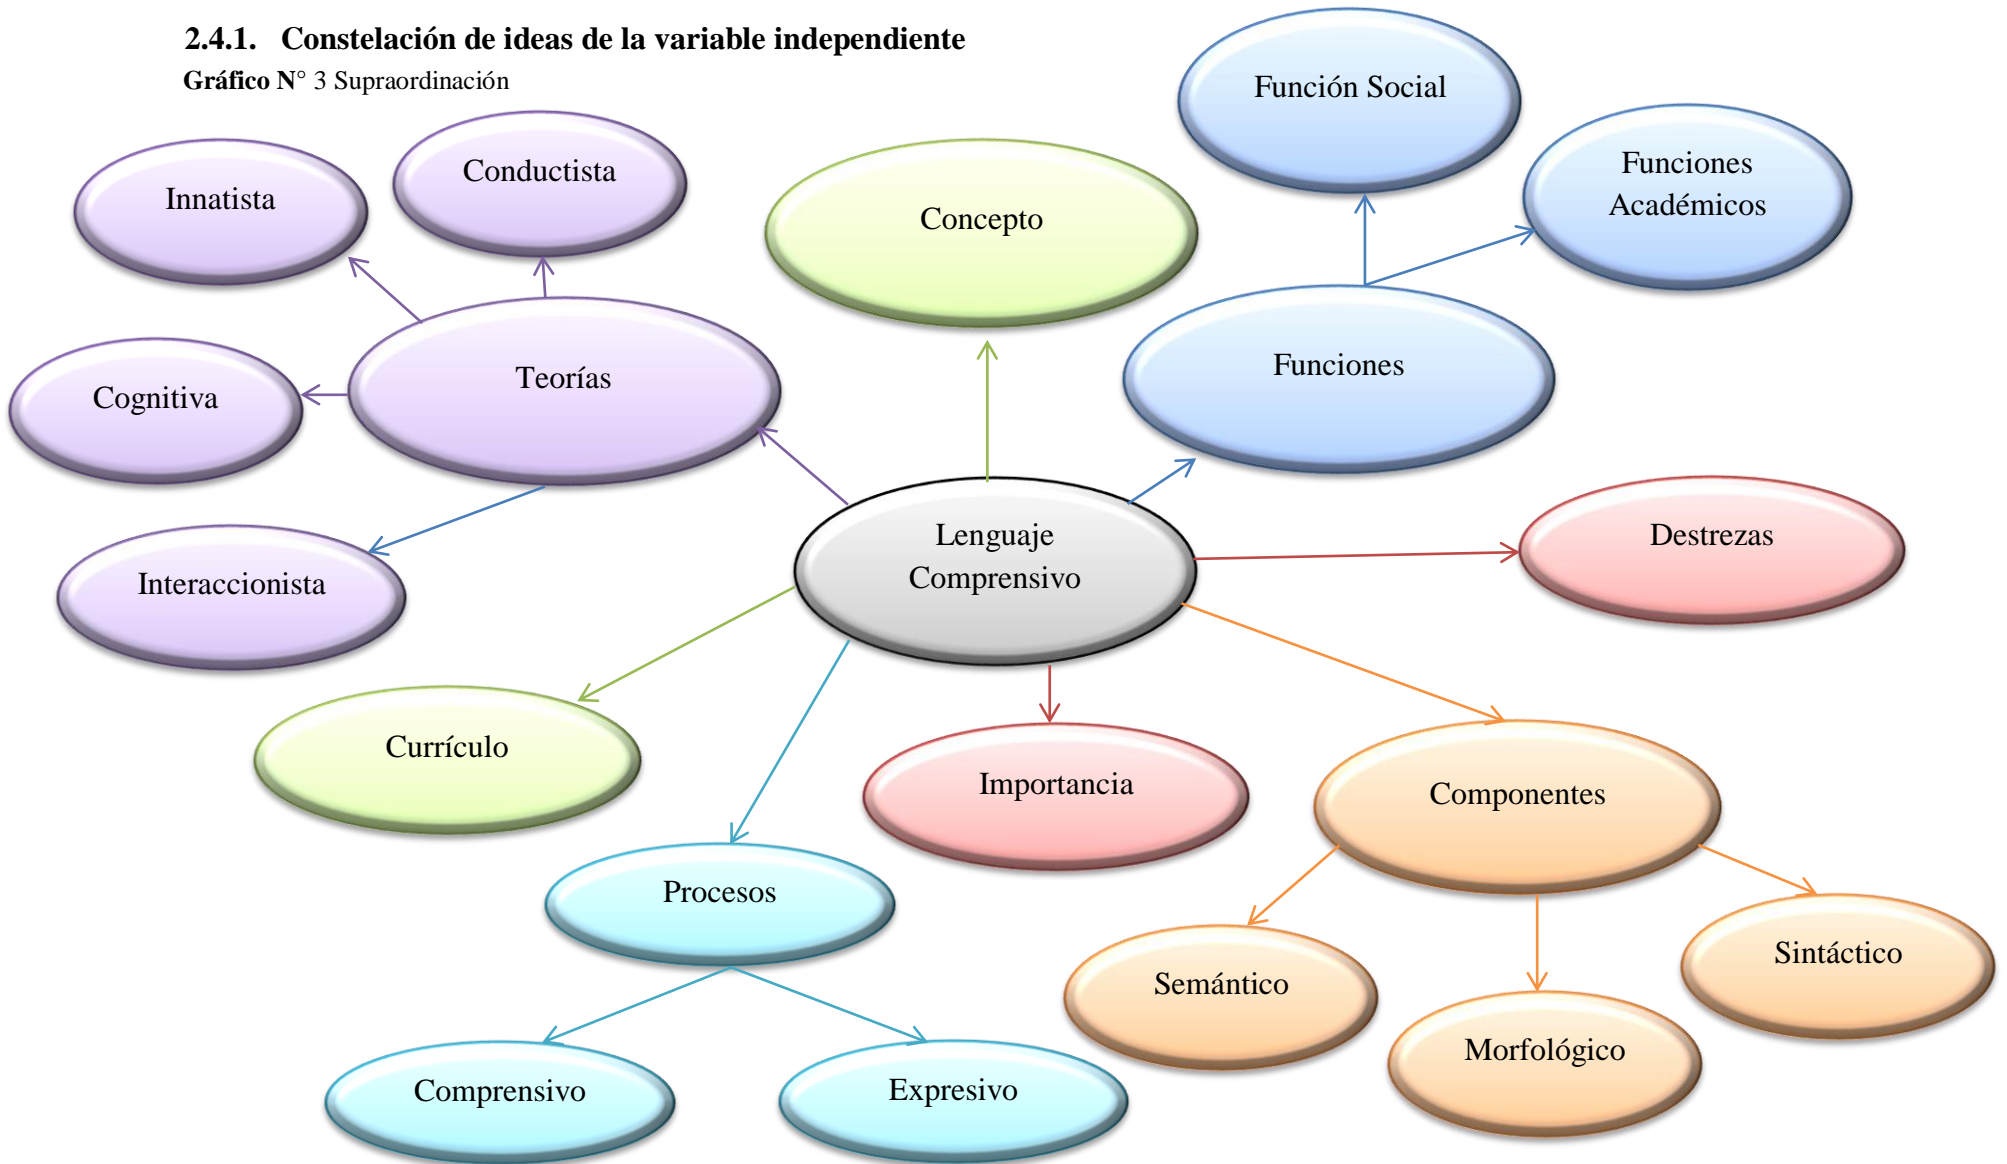 2.4.1. Constelación de ideas de la variable independiente
Gráfico N° 3 Supraordinación
Función Social
Funciones
Académicos
Conductista
Innatista
Concepto
Funciones
Teorías
Cognitiva
Lenguaje
Comprensivo
Destrezas
Interaccionista
Currículo
Importancia
Componentes
Procesos
Semántico
Sintáctico
Morfológico
Comprensivo
Expresivo